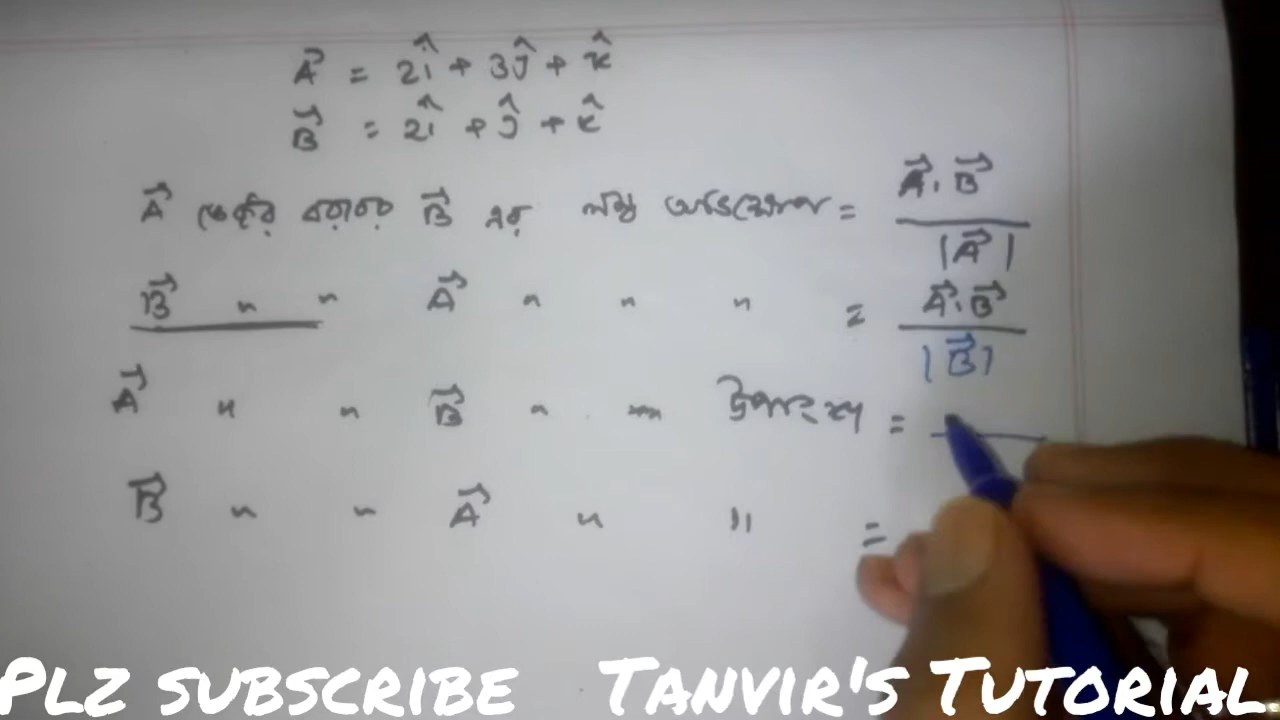 A⃗ = 2î + 3ĵ + k̂
B⃗ = 2î + ĵ + k̂
A⃗ ভেক্টর বরাবর B⃗ এর লম্ব অভিক্ষেপ = A⃗.B⃗ / |A⃗|
B⃗ " " A⃗ " " " = A⃗.B⃗ / |B⃗|
A⃗ " " B⃗ " " উপাংশ =
B⃗ " " A⃗ " " =
PLZ SUBSCRIBE TANVIR'S TUTORIAL